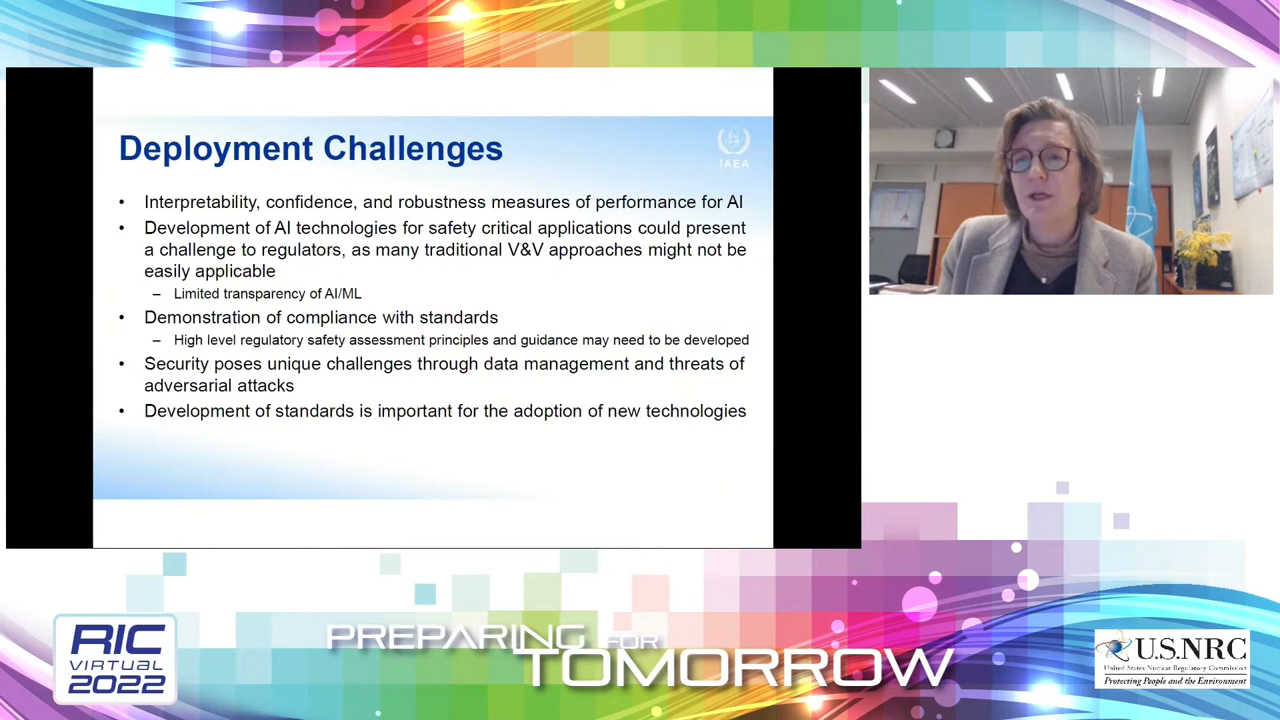 Deployment Challenges
IAEA
• Interpretability, confidence, and robustness measures of performance for AI
• Development of AI technologies for safety critical applications could present
a challenge to regulators, as many traditional V&V approaches might not be
easily applicable
– Limited transparency of AI/ML
• Demonstration of compliance with standards
– High level regulatory safety assessment principles and guidance may need to be developed
• Security poses unique challenges through data management and threats of
adversarial attacks
• Development of standards is important for the adoption of new technologies
RIC
VIRTUAL
2022
PREPARING FOR
TOMORROW
U.S.NRC
United States Nuclear Regulatory Commission
Protecting People and the Environment